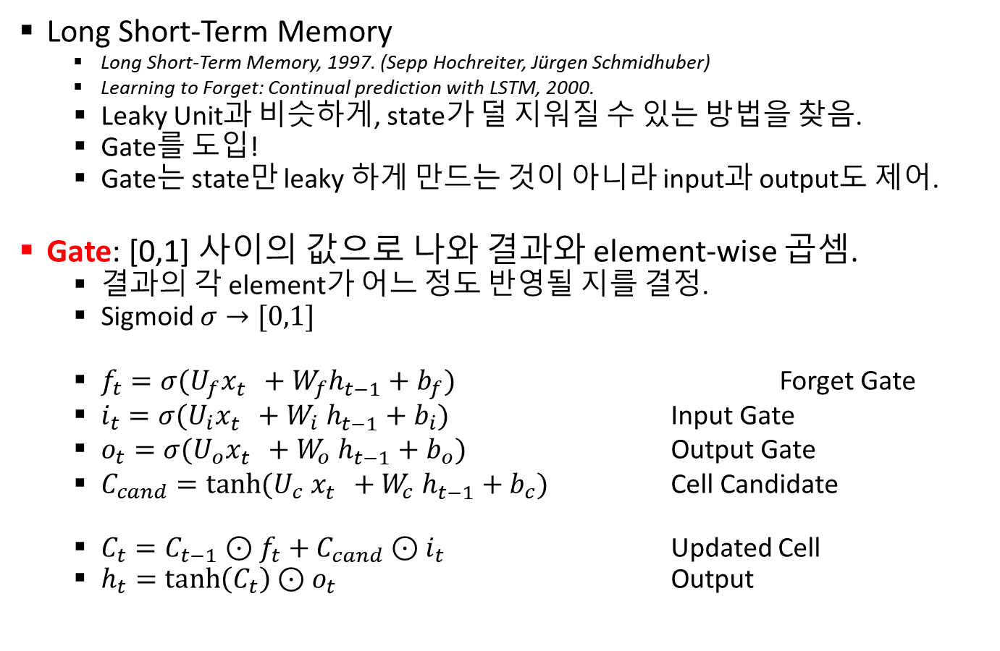 ▪ Long Short-Term Memory
▪ Long Short-Term Memory, 1997. (Sepp Hochreiter, Jürgen Schmidhuber)
▪ Learning to Forget: Continual prediction with LSTM, 2000.
▪ Leaky Unit과 비슷하게, state가 덜 지워질 수 있는 방법을 찾음.
▪ Gate를 도입!
▪ Gate는 state만 leaky 하게 만드는 것이 아니라 input과 output도 제어.
▪ Gate: [0,1] 사이의 값으로 나와 결과와 element-wise 곱셈.
▪ 결과의 각 element가 어느 정도 반영될 지를 결정.
▪ Sigmoid σ → [0,1]
▪ f_t = σ(U_f x_t + W_f h_{t−1} + b_f) Forget Gate
▪ i_t = σ(U_i x_t + W_i h_{t−1} + b_i) Input Gate
▪ o_t = σ(U_o x_t + W_o h_{t−1} + b_o) Output Gate
▪ C_{cand} = tanh(U_c x_t + W_c h_{t−1} + b_c) Cell Candidate
▪ C_t = C_{t−1} ⊙ f_t + C_{cand} ⊙ i_t Updated Cell
▪ h_t = tanh(C_t) ⊙ o_t Output